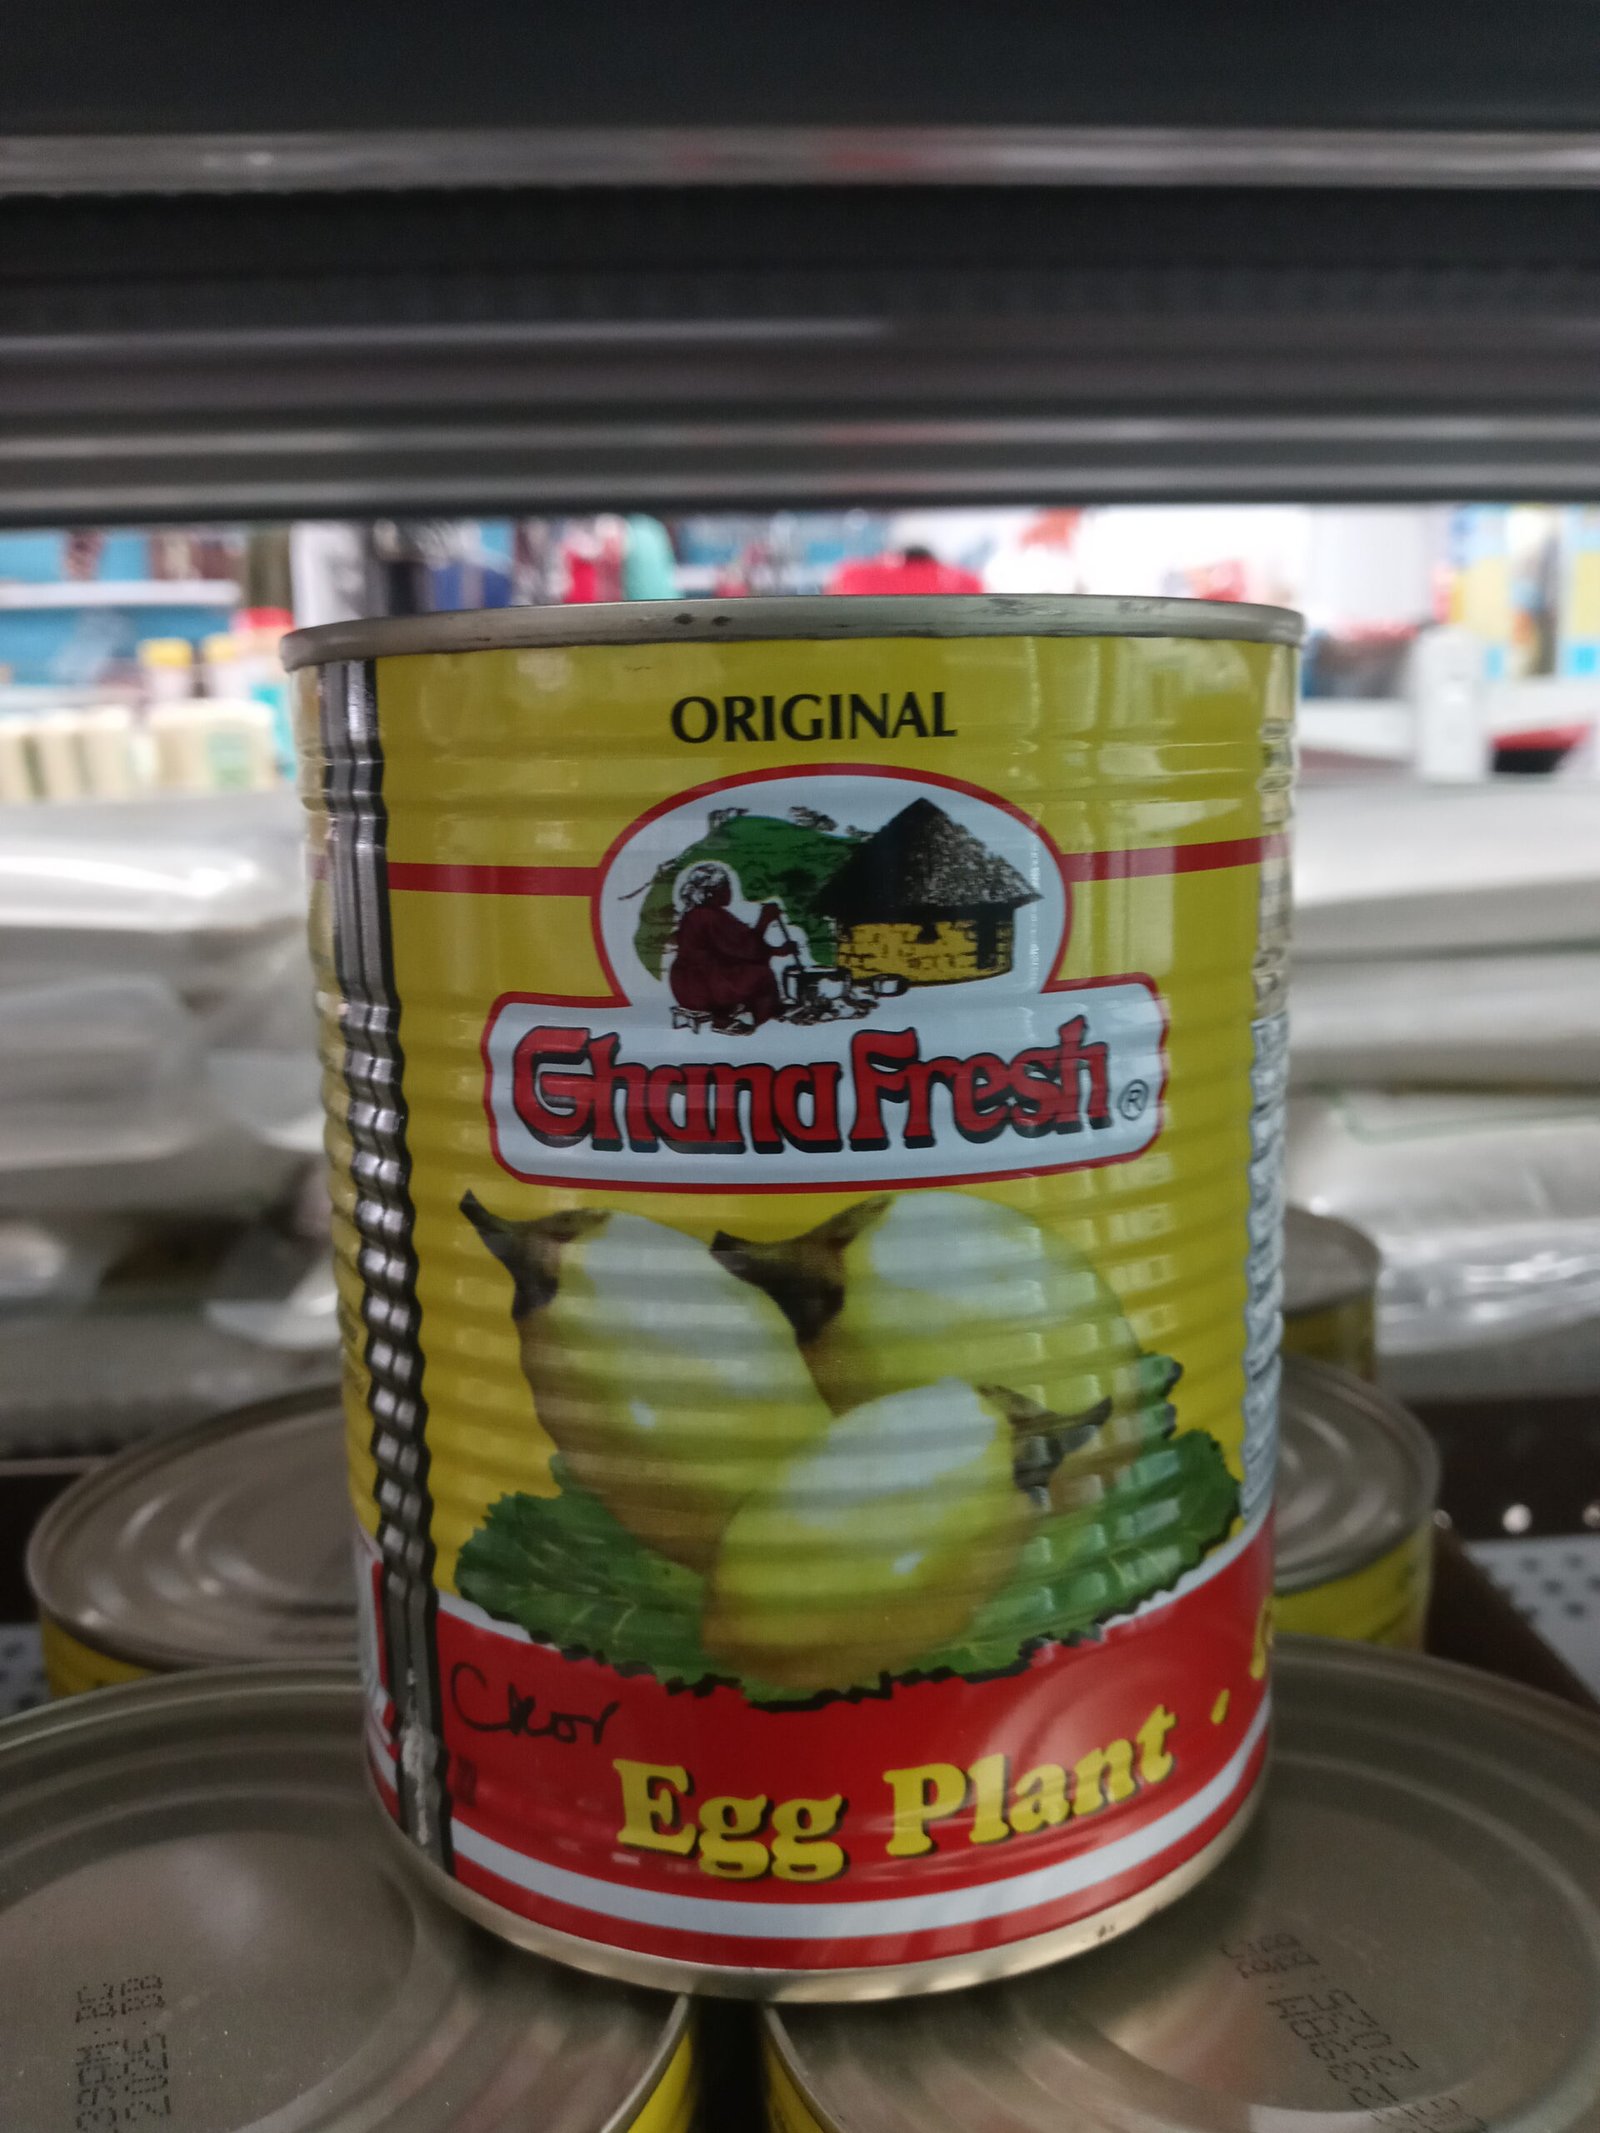 ORIGINAL
Ghana Fresh ®
Egg Plant